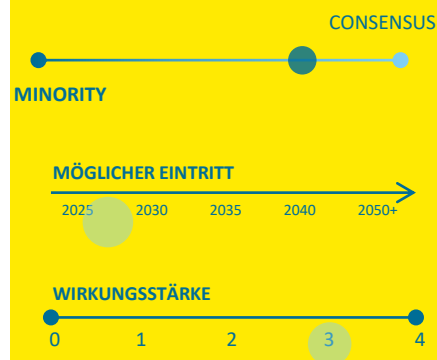 CONSENSUS
MINORITY
MÖGLICHER EINTRITT
2025 2030 2035 2040 2050+
WIRKUNGSSTÄRKE
0 1 2 3 4